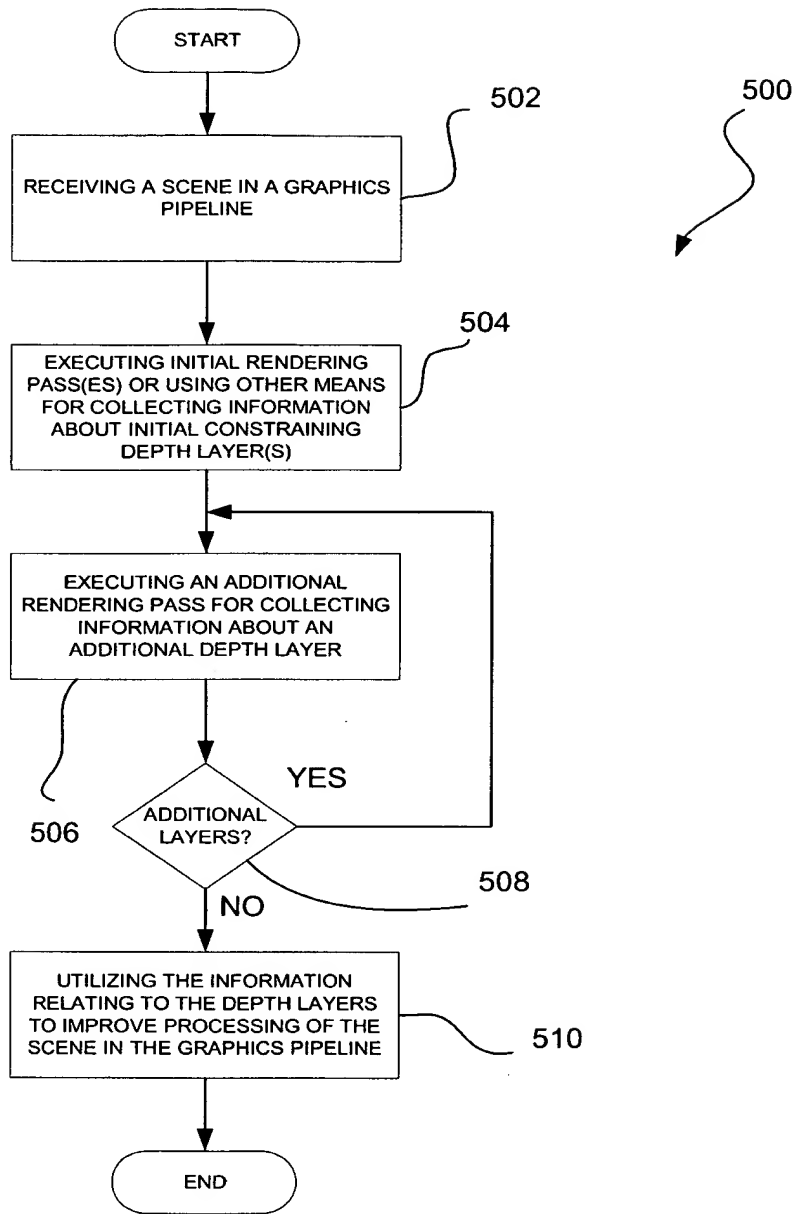 START
502
500
RECEIVING A SCENE IN A GRAPHICS
PIPELINE
504
EXECUTING INITIAL RENDERING
PASS(ES) OR USING OTHER MEANS
FOR COLLECTING INFORMATION
ABOUT INITIAL CONSTRAINING
DEPTH LAYER(S)
EXECUTING AN ADDITIONAL
RENDERING PASS FOR COLLECTING
INFORMATION ABOUT AN
ADDITIONAL DEPTH LAYER
506
YES
ADDITIONAL
LAYERS?
508
NO
UTILIZING THE INFORMATION
RELATING TO THE DEPTH LAYERS
TO IMPROVE PROCESSING OF THE
SCENE IN THE GRAPHICS PIPELINE
510
END